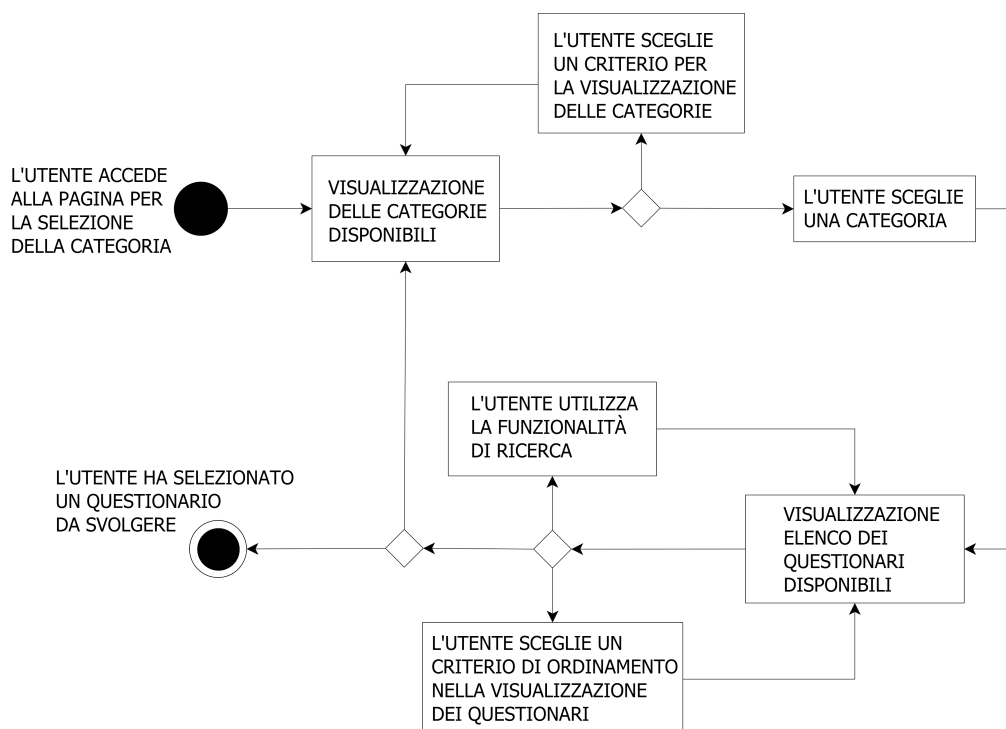 L'UTENTE SCEGLIE
UN CRITERIO PER
LA VISUALIZZAZIONE
DELLE CATEGORIE
L'UTENTE ACCEDE
ALLA PAGINA PER
LA SELEZIONE
DELLA CATEGORIA
VISUALIZZAZIONE
DELLE CATEGORIE
DISPONIBILI
L'UTENTE SCEGLIE
UNA CATEGORIA
L'UTENTE UTILIZZA
LA FUNZIONALITÀ
DI RICERCA
L'UTENTE HA SELEZIONATO
UN QUESTIONARIO
DA SVOLGERE
VISUALIZZAZIONE
ELENCO DEI
QUESTIONARI
DISPONIBILI
L'UTENTE SCEGLIE UN
CRITERIO DI ORDINAMENTO
NELLA VISUALIZZAZIONE
DEI QUESTIONARI